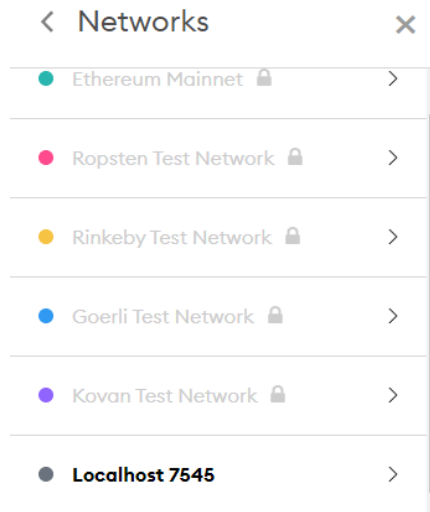 Networks
Ethereum Mainnet
Ropsten Test Network
Rinkeby Test Network
Goerli Test Network
Kovan Test Network
Localhost 7545